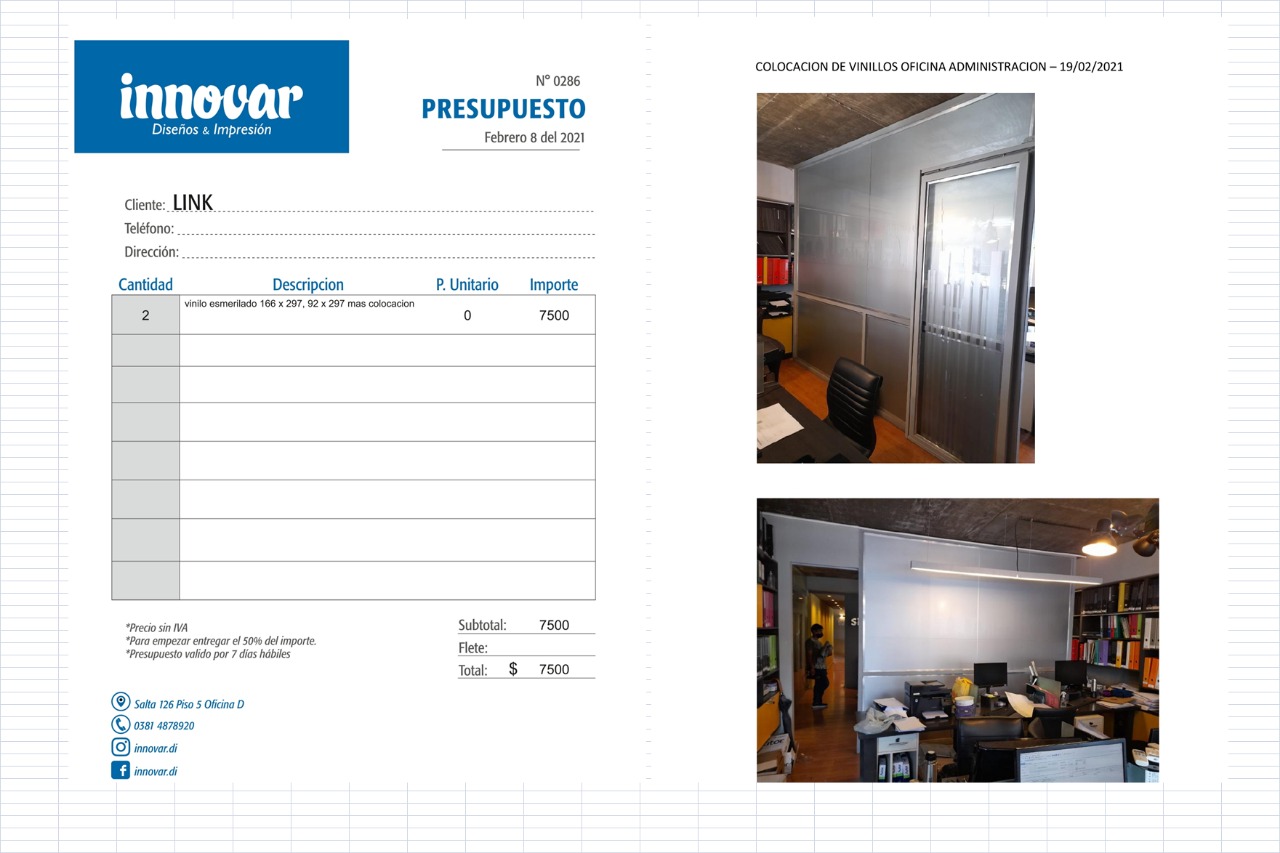 innovar
Diseños & Impresión
N° 0286
PRESUPUESTO
Febrero 8 del 2021
Cliente: LINK
Teléfono:
Dirección:
Cantidad Descripcion P. Unitario Importe
2 vinilo esmerilado 166 x 297, 92 x 297 mas colocacion 0 7500
*Precio sin IVA
*Para empezar entregar el 50% del importe.
*Presupuesto valido por 7 días hábiles
Subtotal: 7500
Flete:
Total: $ 7500
Salta 126 Piso 5 Oficina D
0381 4878920
innovar.di
innovar.di
COLOCACION DE VINILLOS OFICINA ADMINISTRACION – 19/02/2021